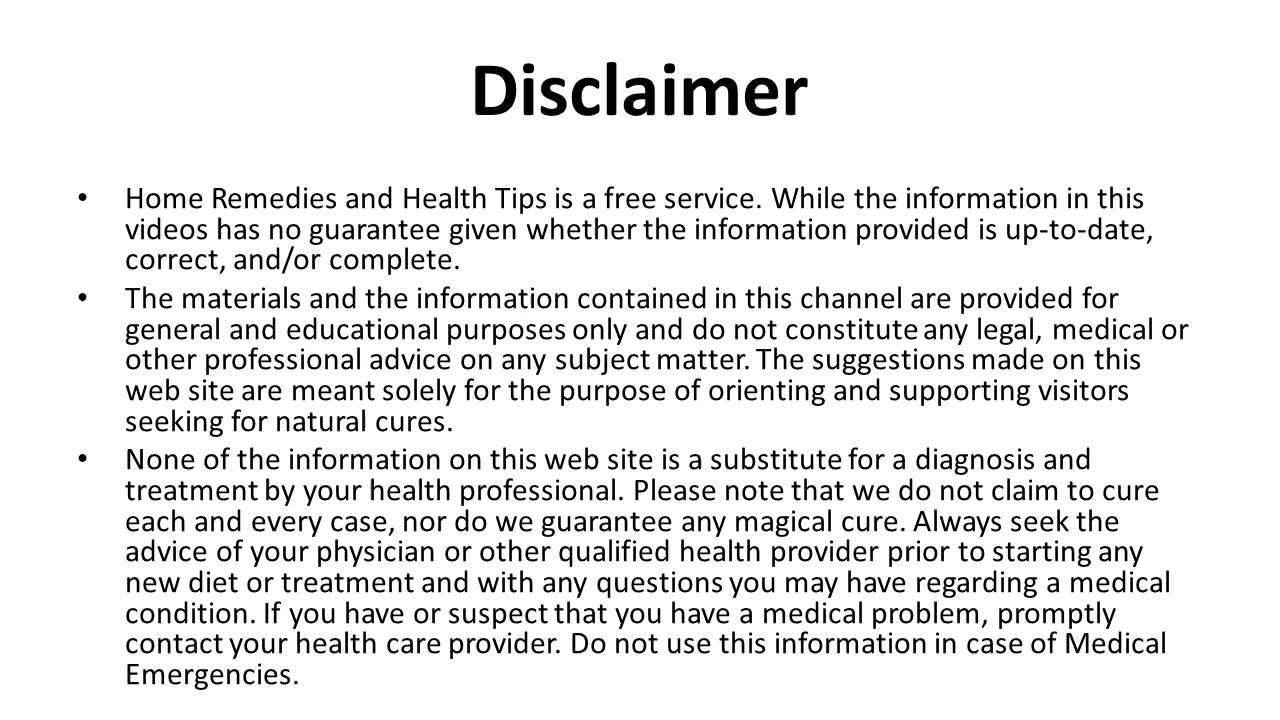 Disclaimer
• Home Remedies and Health Tips is a free service. While the information in this
videos has no guarantee given whether the information provided is up-to-date,
correct, and/or complete.
• The materials and the information contained in this channel are provided for
general and educational purposes only and do not constitute any legal, medical or
other professional advice on any subject matter. The suggestions made on this
web site are meant solely for the purpose of orienting and supporting visitors
seeking for natural cures.
• None of the information on this web site is a substitute for a diagnosis and
treatment by your health professional. Please note that we do not claim to cure
each and every case, nor do we guarantee any magical cure. Always seek the
advice of your physician or other qualified health provider prior to starting any
new diet or treatment and with any questions you may have regarding a medical
condition. If you have or suspect that you have a medical problem, promptly
contact your health care provider. Do not use this information in case of Medical
Emergencies.